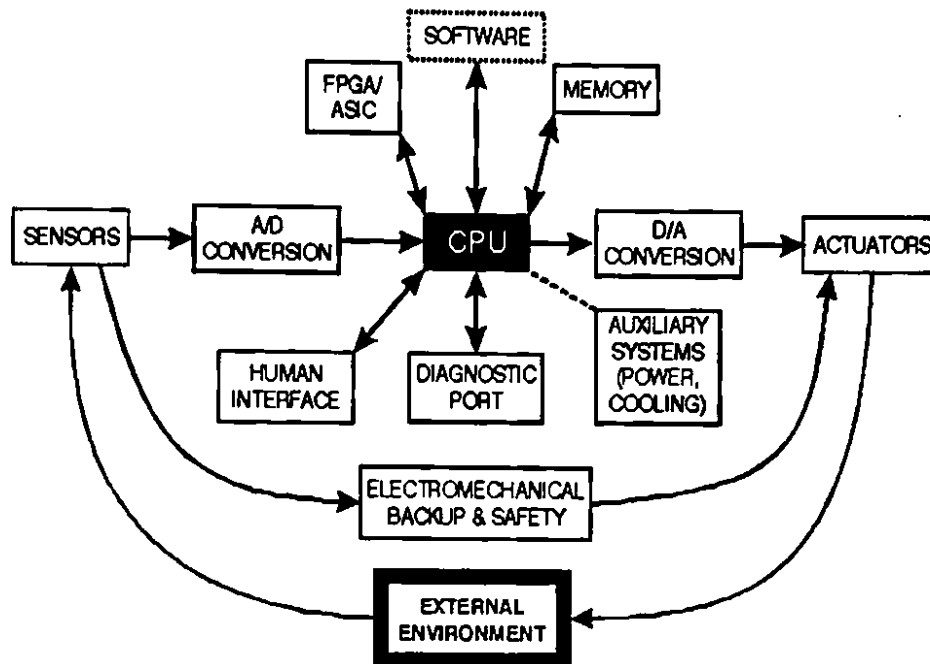 SOFTWARE
FPGA/
ASIC
MEMORY
SENSORS
A/D
CONVERSION
CPU
D/A
CONVERSION
ACTUATORS
HUMAN
INTERFACE
DIAGNOSTIC
PORT
AUXILIARY
SYSTEMS
(POWER,
COOLING)
ELECTROMECHANICAL
BACKUP & SAFETY
EXTERNAL
ENVIRONMENT